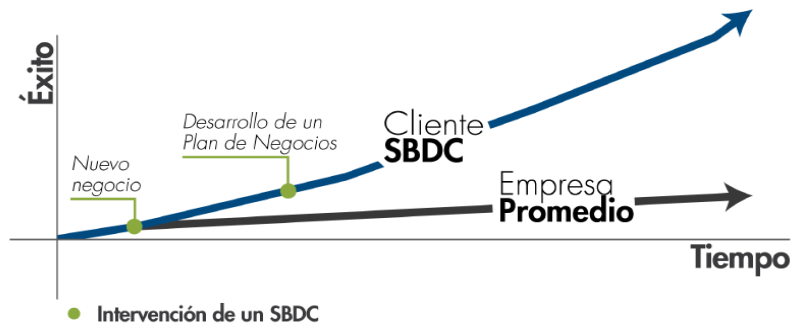 Éxito
Desarrollo de un
Plan de Negocios
Nuevo
negocio
Cliente
SBDC
Empresa
Promedio
Tiempo
Intervención de un SBDC